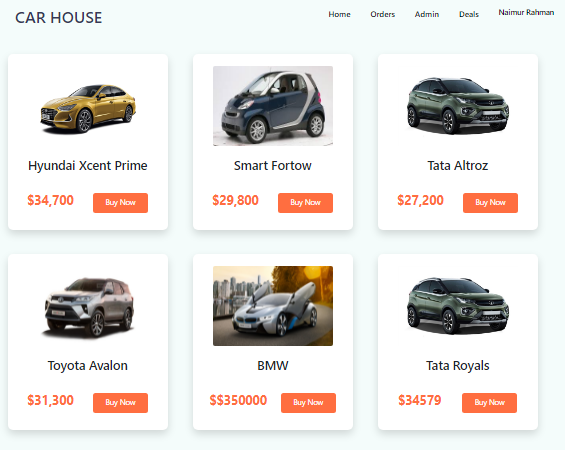 CAR HOUSE
Home Orders Admin Deals Naimur Rahman
Hyundai Xcent Prime Smart Fortow Tata Altroz
$34,700 Buy Now $29,800 Buy Now $27,200 Buy Now
Toyota Avalon BMW Tata Royals
$31,300 Buy Now $$350000 Buy Now $34579 Buy Now